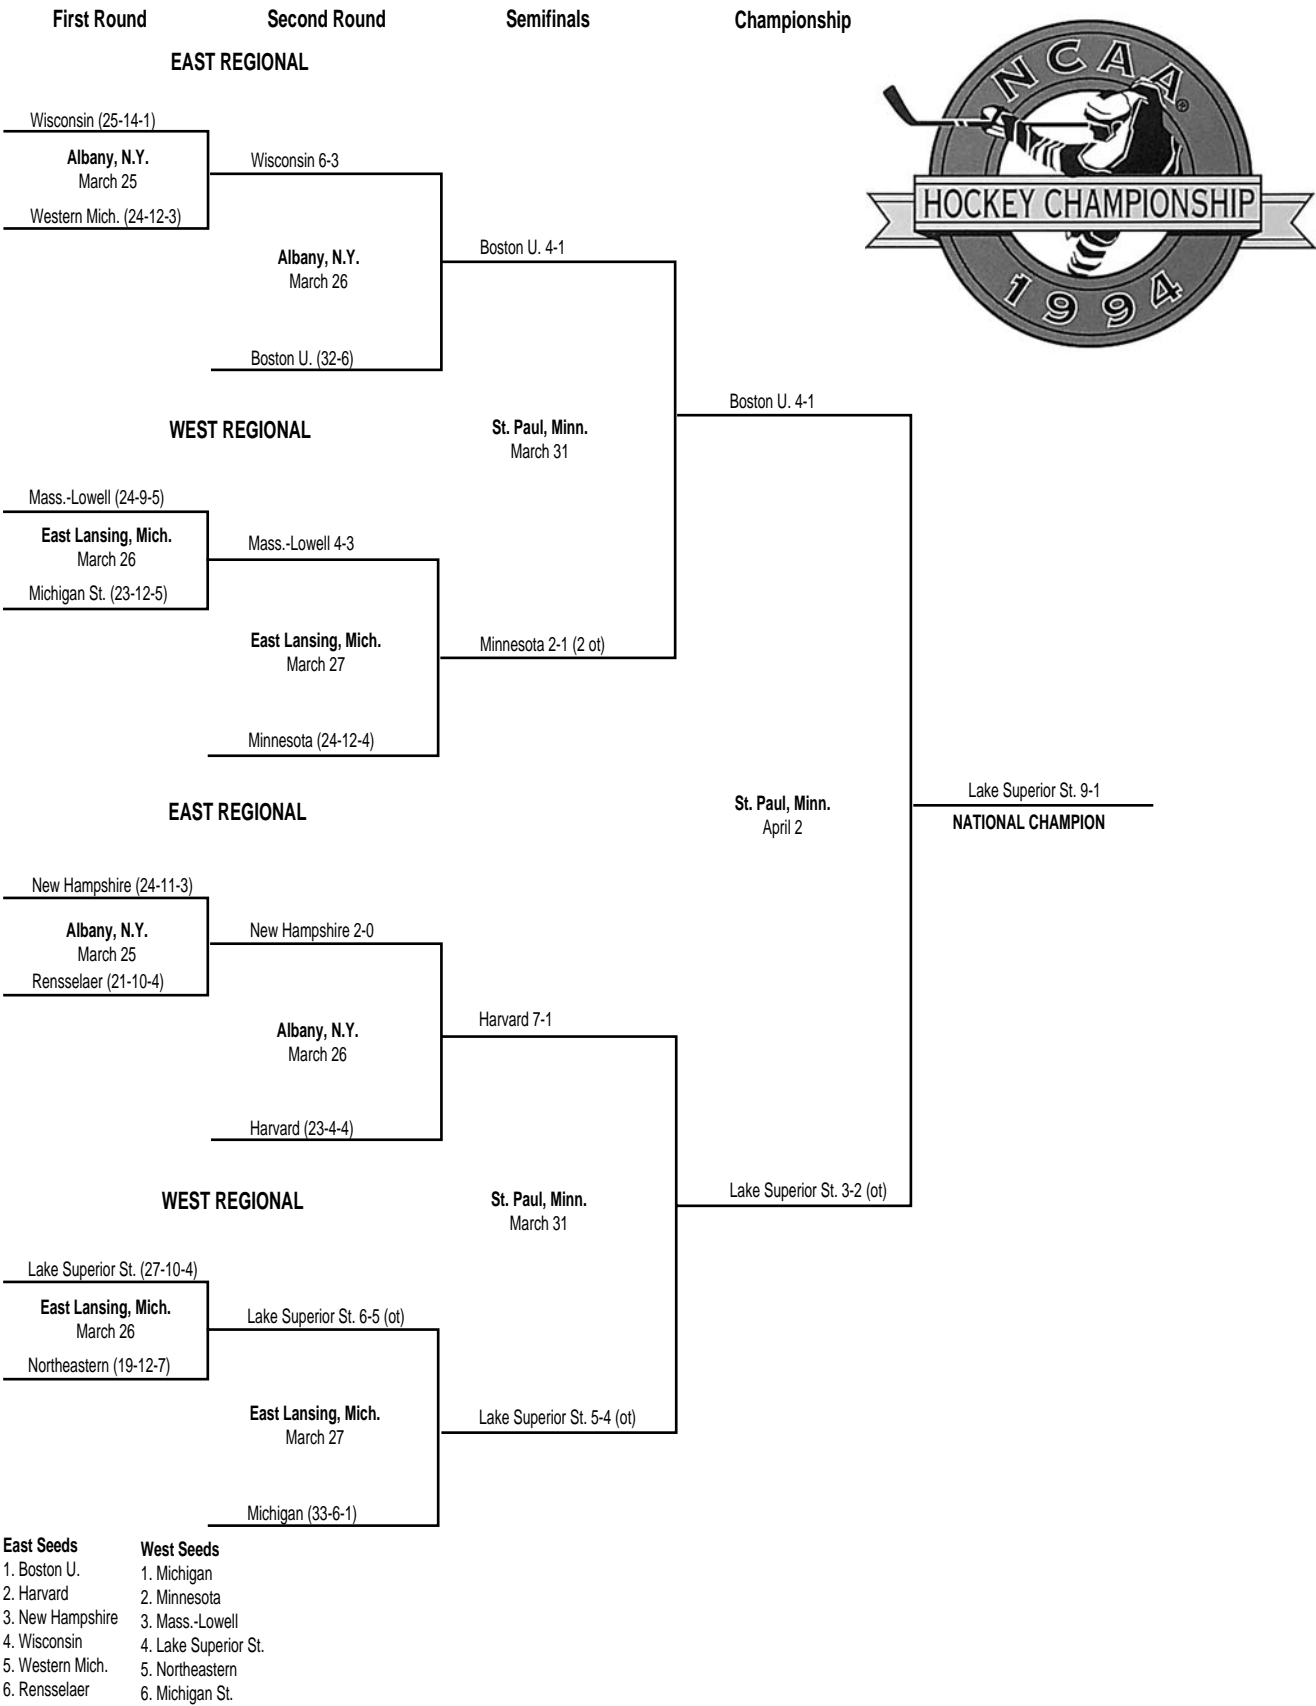 First Round
Second Round
Semifinals
Championship
NCAA®
HOCKEY CHAMPIONSHIP
1994
EAST REGIONAL
Wisconsin (25-14-1)
Albany, N.Y.
March 25
Western Mich. (24-12-3)
Wisconsin 6-3
Albany, N.Y.
March 26
Boston U. (32-6)
Boston U. 4-1
WEST REGIONAL
Mass.-Lowell (24-9-5)
East Lansing, Mich.
March 26
Michigan St. (23-12-5)
Mass.-Lowell 4-3
East Lansing, Mich.
March 27
Minnesota (24-12-4)
Minnesota 2-1 (2 ot)
St. Paul, Minn.
March 31
Boston U. 4-1
EAST REGIONAL
New Hampshire (24-11-3)
Albany, N.Y.
March 25
Rensselaer (21-10-4)
New Hampshire 2-0
Albany, N.Y.
March 26
Harvard (23-4-4)
Harvard 7-1
WEST REGIONAL
Lake Superior St. (27-10-4)
East Lansing, Mich.
March 26
Northeastern (19-12-7)
Lake Superior St. 6-5 (ot)
East Lansing, Mich.
March 27
Michigan (33-6-1)
Lake Superior St. 5-4 (ot)
St. Paul, Minn.
March 31
Lake Superior St. 3-2 (ot)
St. Paul, Minn.
April 2
Lake Superior St. 9-1
NATIONAL CHAMPION
East Seeds
1. Boston U.
2. Harvard
3. New Hampshire
4. Wisconsin
5. Western Mich.
6. Rensselaer
West Seeds
1. Michigan
2. Minnesota
3. Mass.-Lowell
4. Lake Superior St.
5. Northeastern
6. Michigan St.